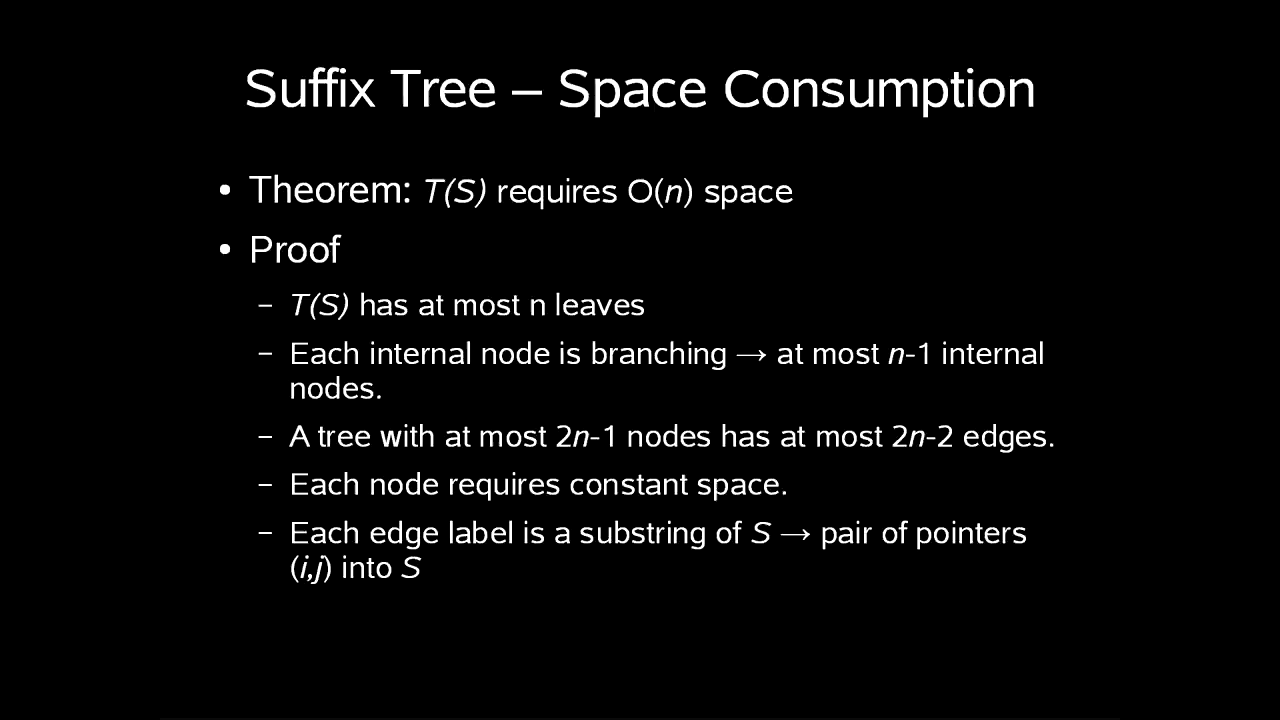 Suffix Tree – Space Consumption
• Theorem: T(S) requires O(n) space
• Proof
– T(S) has at most n leaves
– Each internal node is branching → at most n-1 internal
nodes.
– A tree with at most 2n-1 nodes has at most 2n-2 edges.
– Each node requires constant space.
– Each edge label is a substring of S → pair of pointers
(i,j) into S